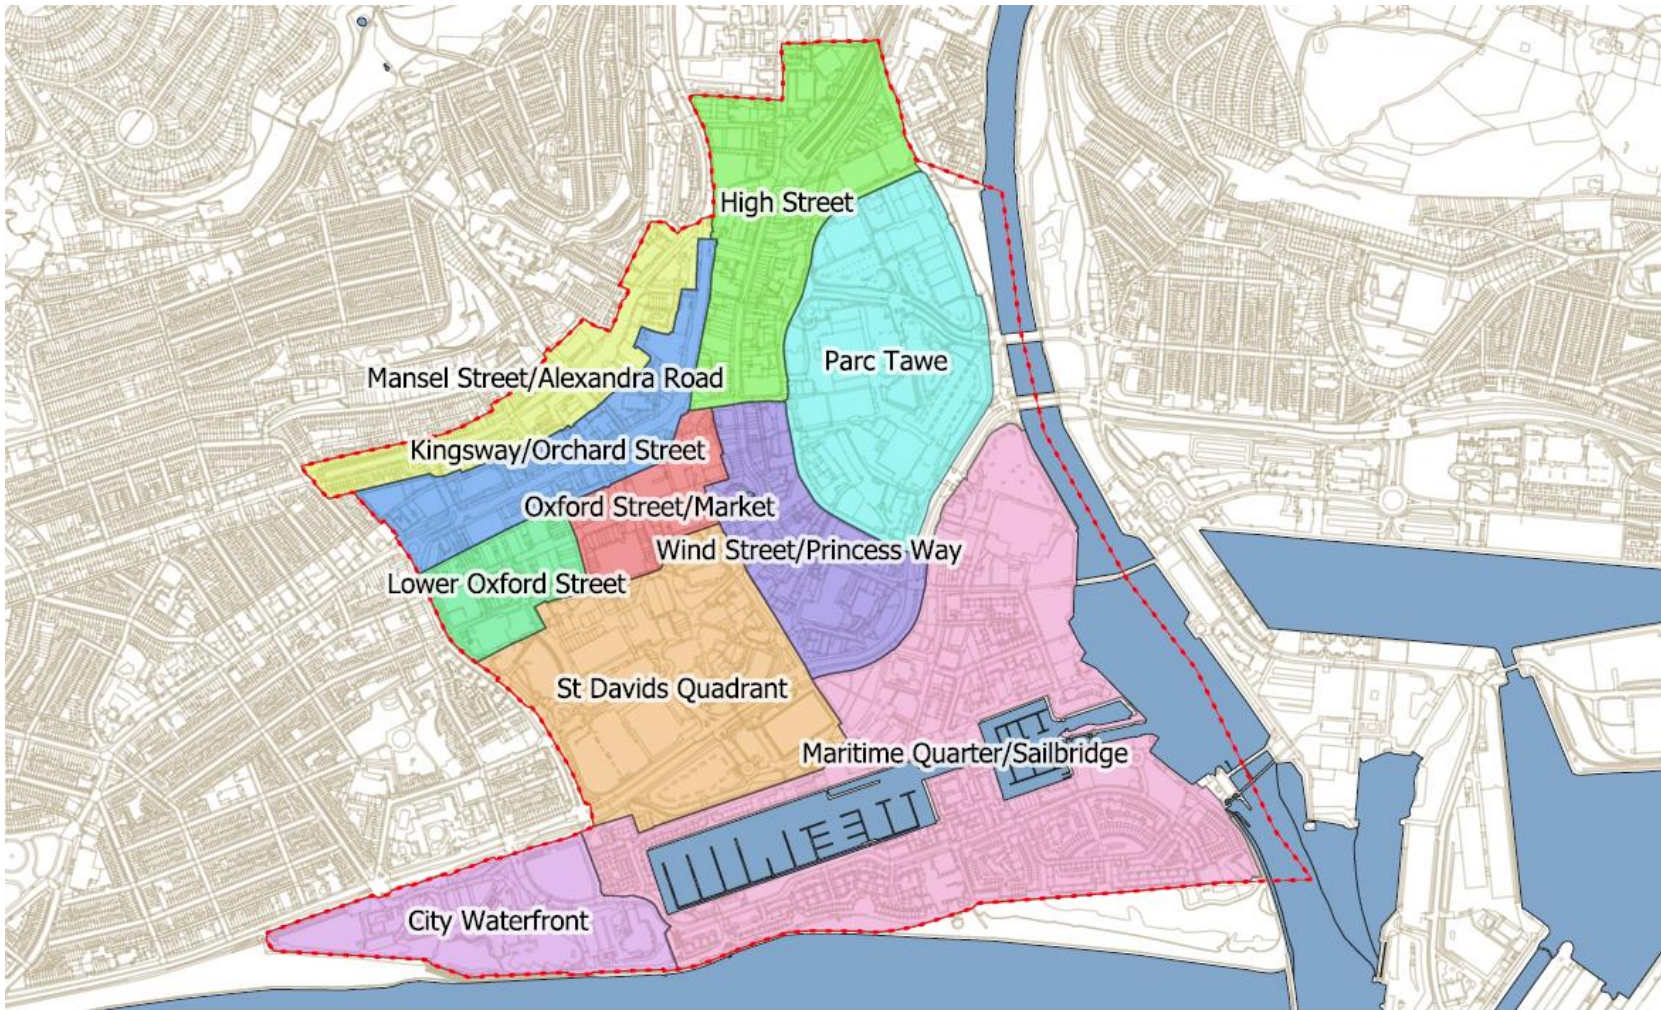 High Street
Parc Tawe
Mansel Street/Alexandra Road
Kingsway/Orchard Street
Oxford Street/Market
Wind Street/Princess Way
Lower Oxford Street
St Davids Quadrant
Maritime Quarter/Sailbridge
City Waterfront